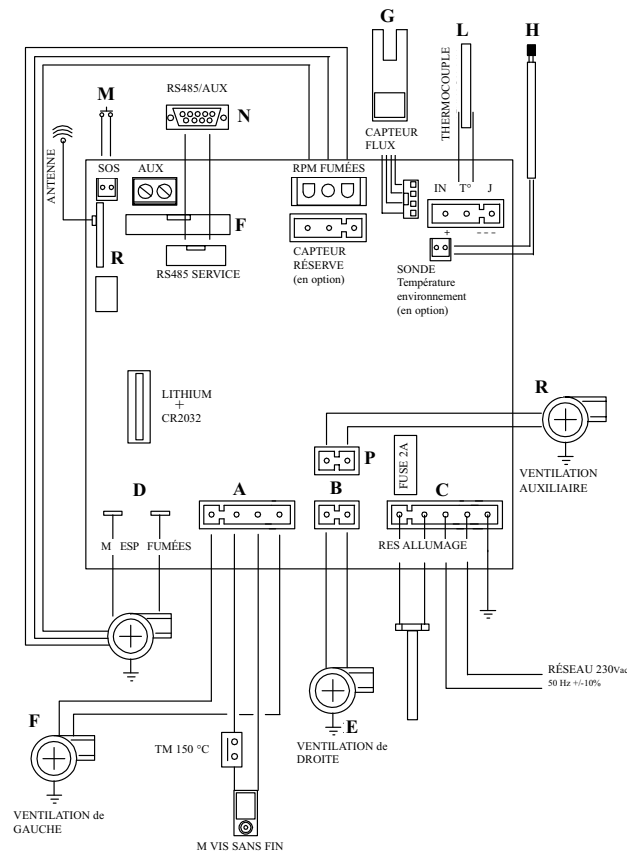 G
L
H
M
RS485/AUX
N
THERMOCOUPLE
CAPTEUR
FLUX
ANTENNE
SOS
AUX
RPM FUMÉES
IN T° J
F
+ ---
R
RS485 SERVICE
CAPTEUR
RÉSERVE
(en option)
SONDE
Température
environnement
(en option)
LITHIUM
+
CR2032
R
P
FUSE 2A
VENTILATION
AUXILIAIRE
D
A
B
C
M ESP FUMÉES
RES ALLUMAGE
RÉSEAU 230Vac
50 Hz +/-10%
F
E
TM 150 °C
VENTILATION de
DROITE
VENTILATION de
GAUCHE
M VIS SANS FIN